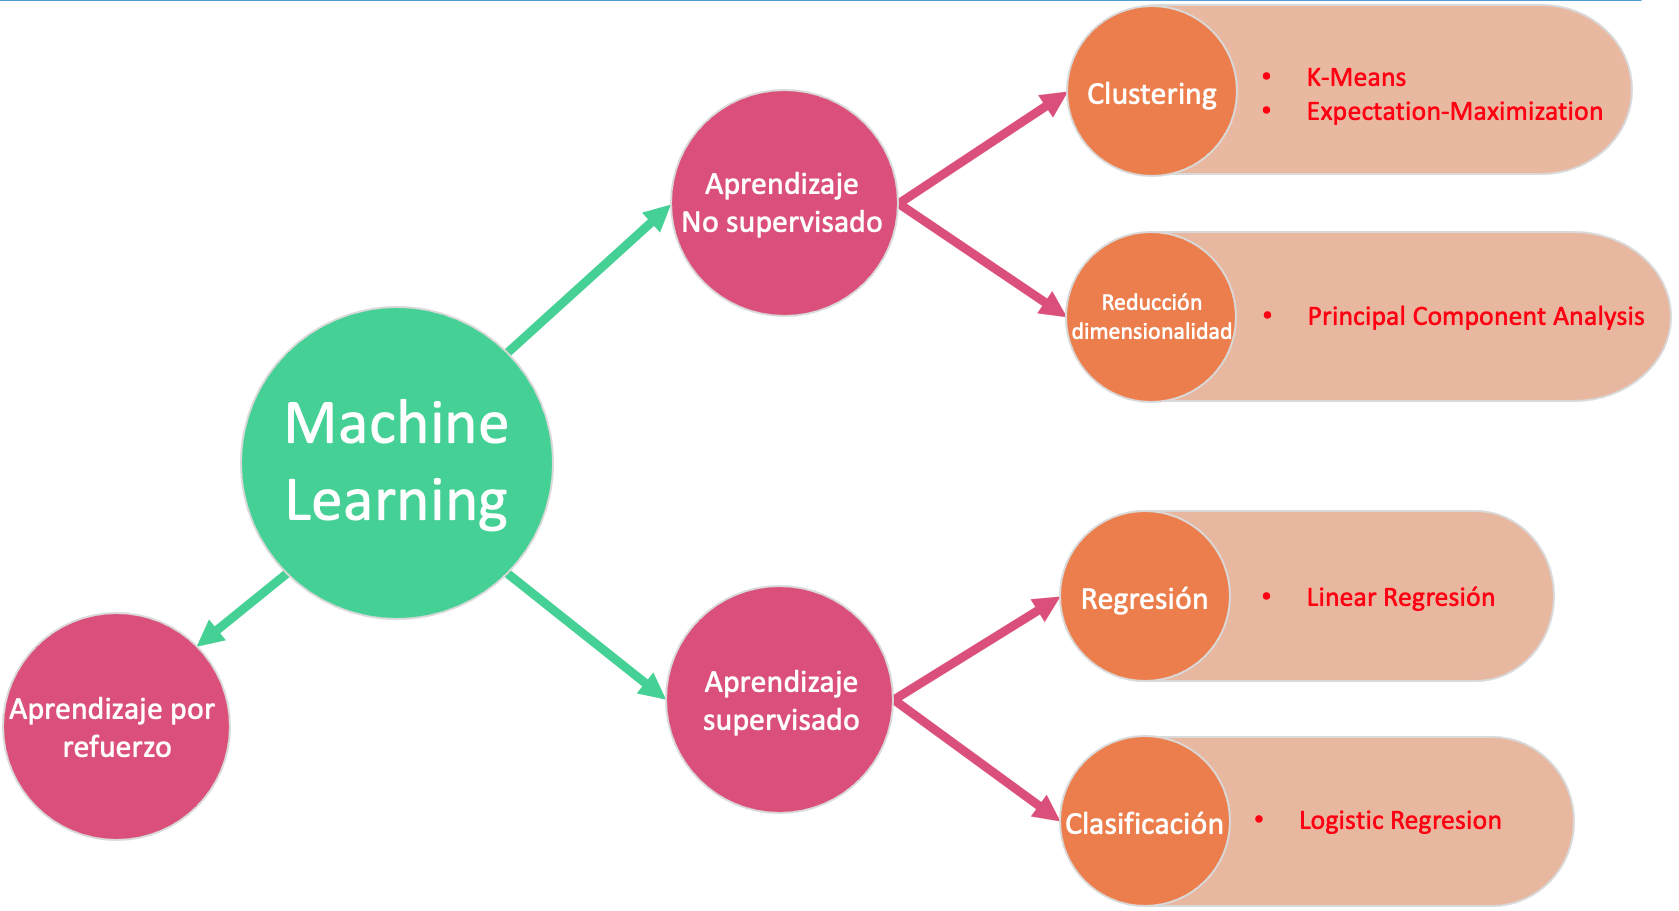 Machine
Learning
Aprendizaje
No supervisado
Clustering
• K-Means
• Expectation-Maximization
Reducción
dimensionalidad
• Principal Component Analysis
Aprendizaje
supervisado
Regresión
• Linear Regresión
Clasificación
• Logistic Regresion
Aprendizaje por
refuerzo